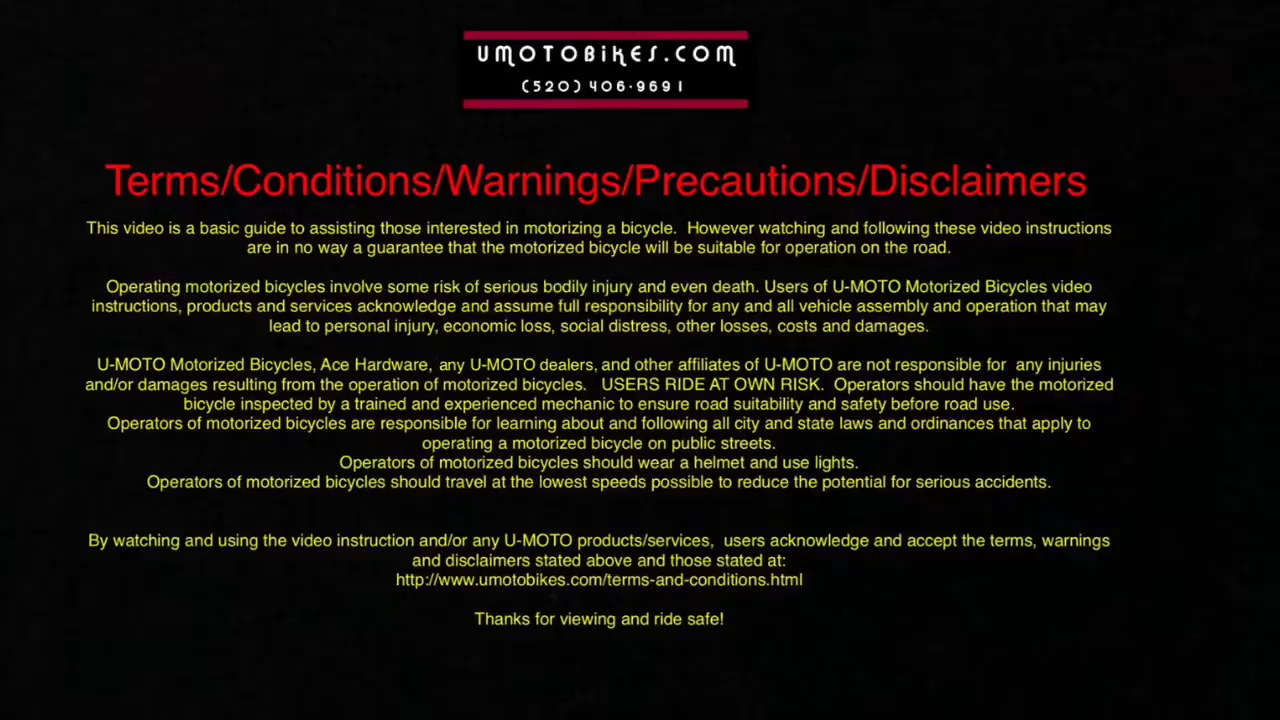 UMOTOBIKES.COM
(520) 406-9691
Terms/Conditions/Warnings/Precautions/Disclaimers
This video is a basic guide to assisting those interested in motorizing a bicycle.  However watching and following these video instructions
are in no way a guarantee that the motorized bicycle will be suitable for operation on the road.
Operating motorized bicycles involve some risk of serious bodily injury and even death. Users of U-MOTO Motorized Bicycles video
instructions, products and services acknowledge and assume full responsibility for any and all vehicle assembly and operation that may
lead to personal injury, economic loss, social distress, other losses, costs and damages.
U-MOTO Motorized Bicycles, Ace Hardware, any U-MOTO dealers, and other affiliates of U-MOTO are not responsible for  any injuries
and/or damages resulting from the operation of motorized bicycles.   USERS RIDE AT OWN RISK.  Operators should have the motorized
bicycle inspected by a trained and experienced mechanic to ensure road suitability and safety before road use.
Operators of motorized bicycles are responsible for learning about and following all city and state laws and ordinances that apply to
operating a motorized bicycle on public streets.
Operators of motorized bicycles should wear a helmet and use lights.
Operators of motorized bicycles should travel at the lowest speeds possible to reduce the potential for serious accidents.
By watching and using the video instruction and/or any U-MOTO products/services,  users acknowledge and accept the terms, warnings
and disclaimers stated above and those stated at:
http://www.umotobikes.com/terms-and-conditions.html
Thanks for viewing and ride safe!